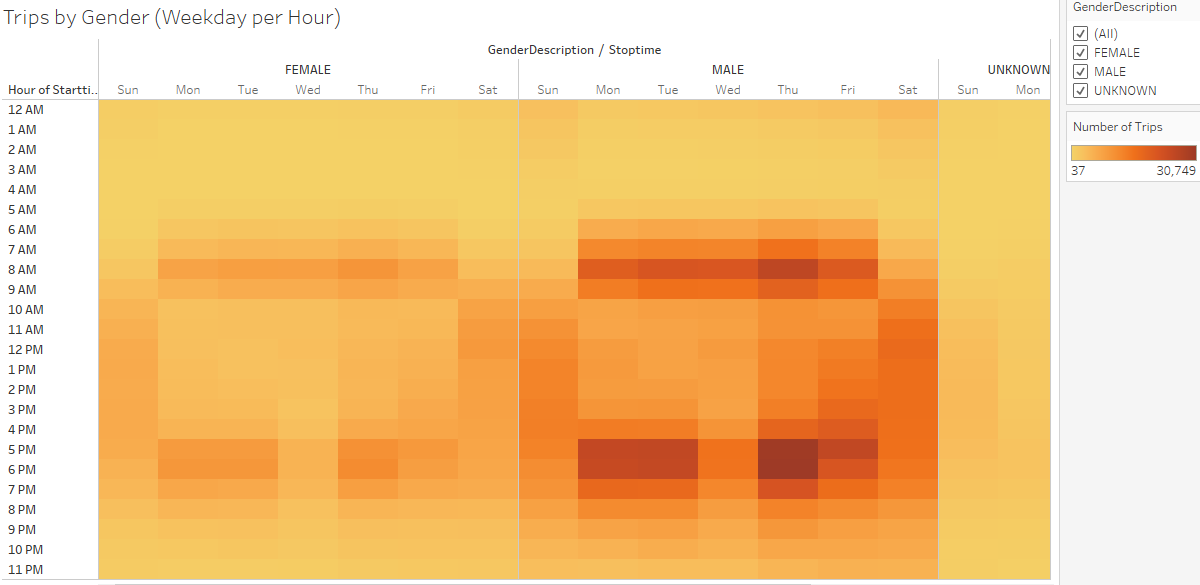 Trips by Gender (Weekday per Hour)
GenderDescription / Stoptime
FEMALE MALE UNKNOWN
Hour of Startti.. Sun Mon Tue Wed Thu Fri Sat Sun Mon Tue Wed Thu Fri Sat Sun Mon
12 AM
1 AM
2 AM
3 AM
4 AM
5 AM
6 AM
7 AM
8 AM
9 AM
10 AM
11 AM
12 PM
1 PM
2 PM
3 PM
4 PM
5 PM
6 PM
7 PM
8 PM
9 PM
10 PM
11 PM
GenderDescription
(All)
FEMALE
MALE
UNKNOWN
Number of Trips
37 30,749